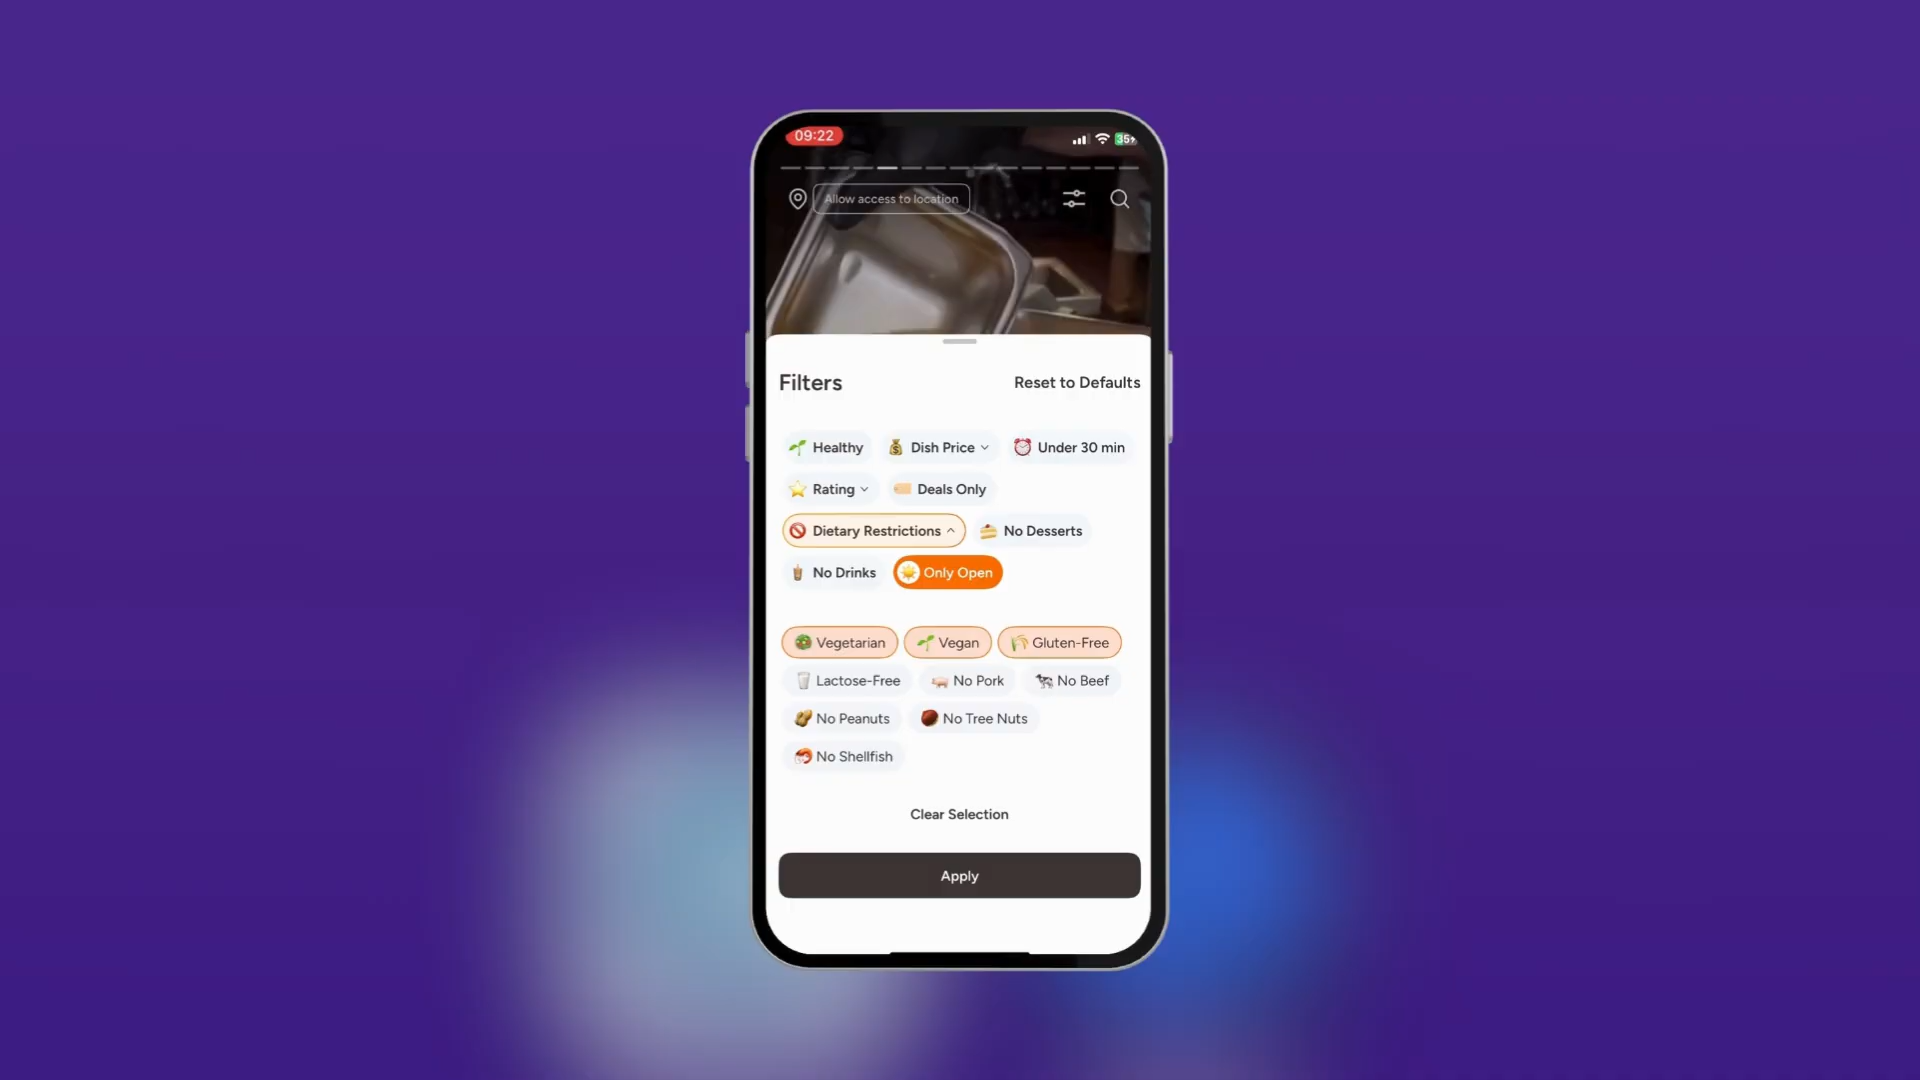 09:22
35
Allow access to location
Filters
Reset to Defaults
Healthy
Dish Price
Under 30 min
Rating
Deals Only
Dietary Restrictions
No Desserts
No Drinks
Only Open
Vegetarian
Vegan
Gluten-Free
Lactose-Free
No Pork
No Beef
No Peanuts
No Tree Nuts
No Shellfish
Clear Selection
Apply